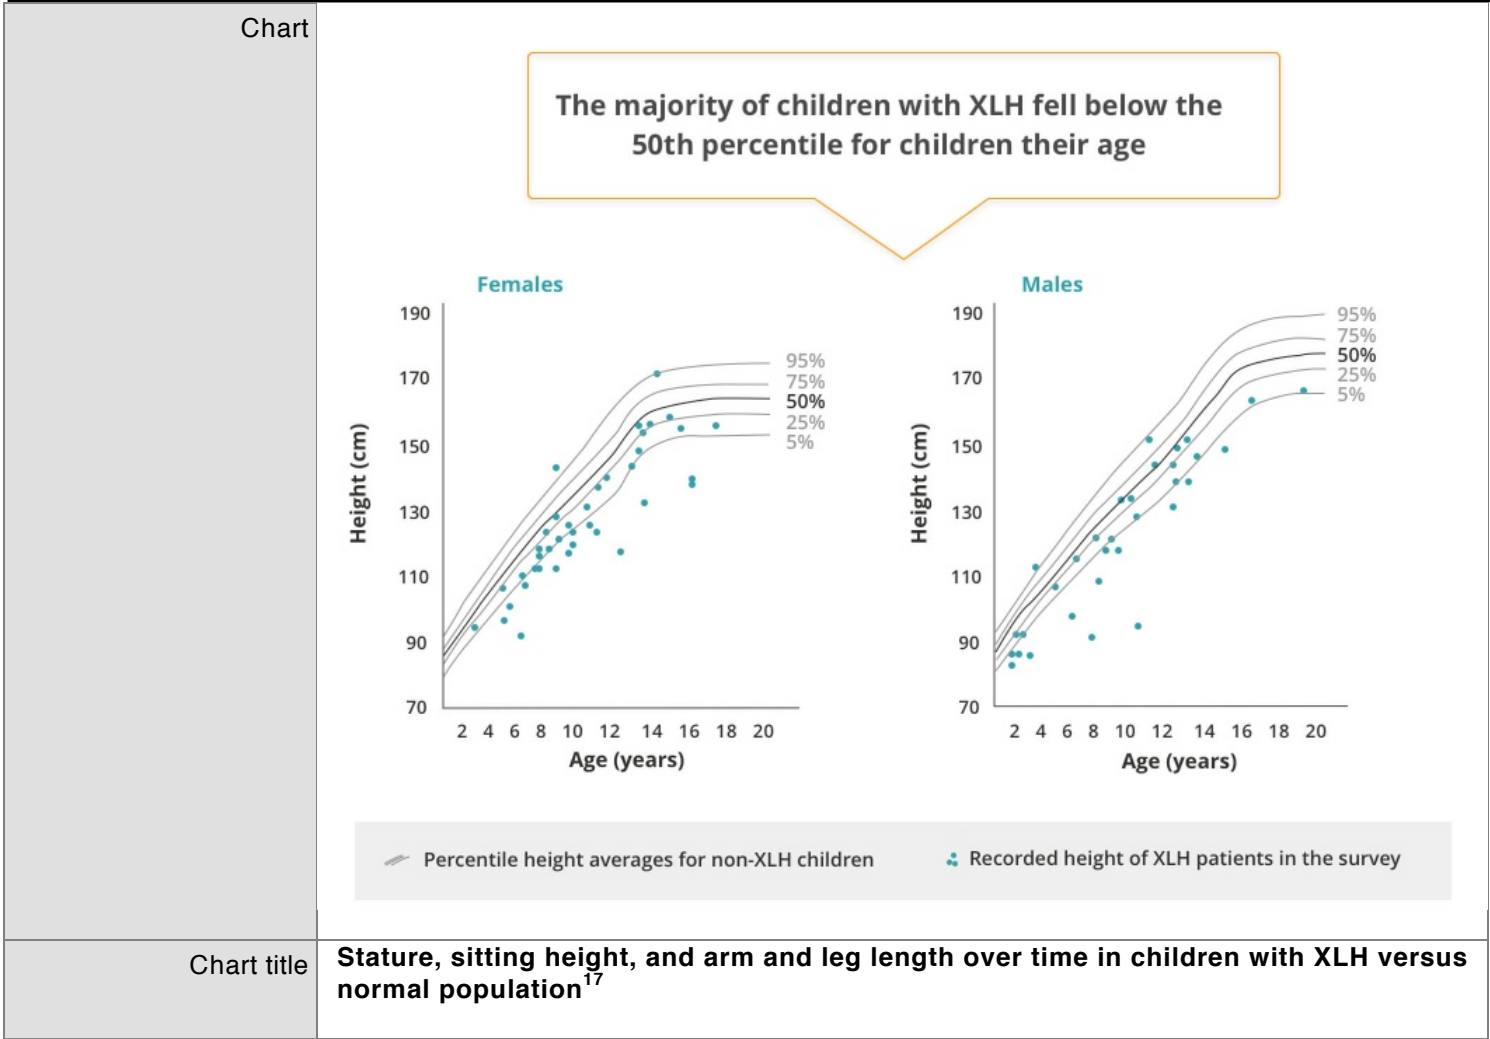 Chart
The majority of children with XLH fell below the
50th percentile for children their age
Females
Height (cm)
190
170
150
130
110
90
70
95%
75%
50%
25%
5%
2 4 6 8 10 12 14 16 18 20
Age (years)
Males
Height (cm)
190
170
150
130
110
90
70
95%
75%
50%
25%
5%
2 4 6 8 10 12 14 16 18 20
Age (years)
Percentile height averages for non-XLH children
Recorded height of XLH patients in the survey
Chart title
Stature, sitting height, and arm and leg length over time in children with XLH versus
normal population17